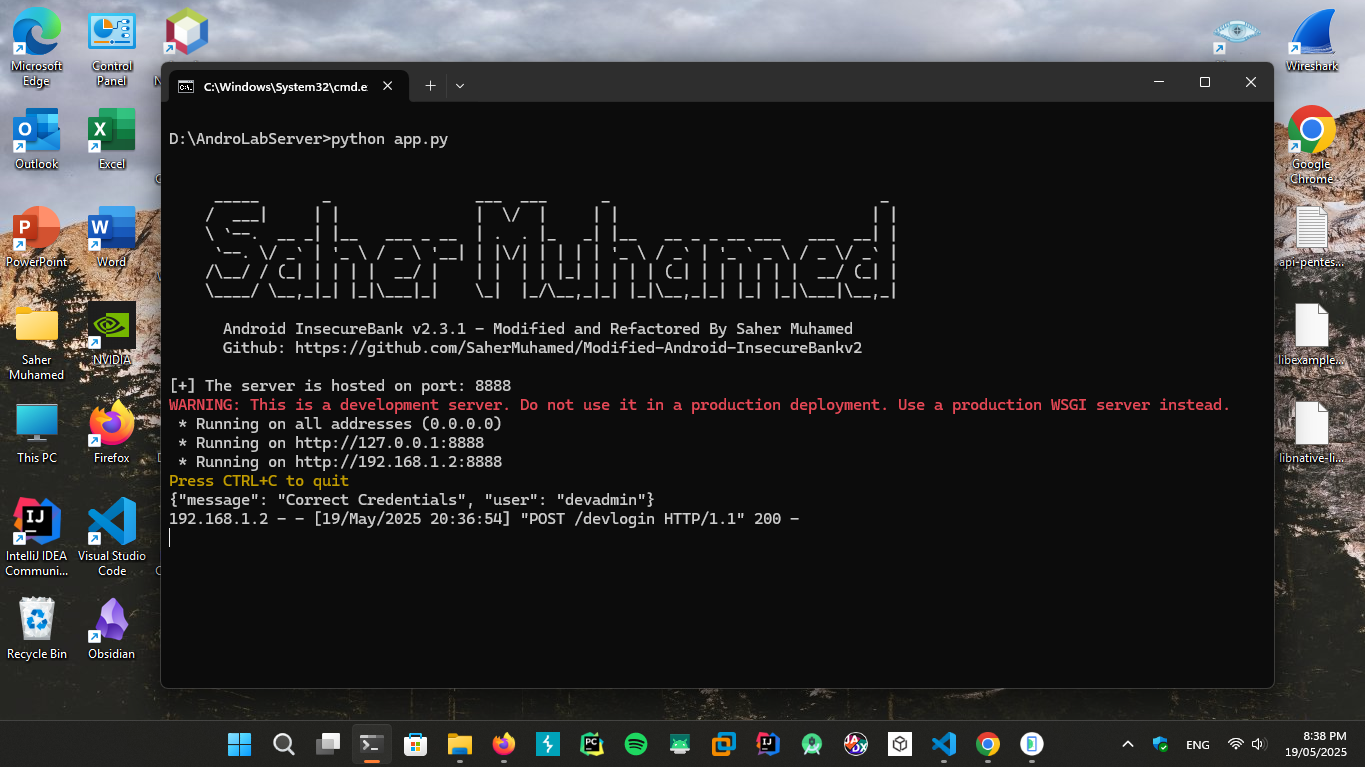 Microsoft Edge
Control Panel
Wireshark
C:\Windows\System32\cmd.e
Outlook
Excel
Google Chrome
PowerPoint
Word
api-pentes...
Saher Muhamed
NVIDIA
libexample...
This PC
Firefox
libnative-li...
IntelliJ IDEA Communi...
Visual Studio Code
Recycle Bin
Obsidian
D:\AndroLabServer>python app.py
Saher Muhamed
Android InsecureBank v2.3.1 - Modified and Refactored By Saher Muhamed
Github: https://github.com/SaherMuhamed/Modified-Android-InsecureBankv2
[+] The server is hosted on port: 8888
WARNING: This is a development server. Do not use it in a production deployment. Use a production WSGI server instead.
* Running on all addresses (0.0.0.0)
* Running on http://127.0.0.1:8888
* Running on http://192.168.1.2:8888
Press CTRL+C to quit
{"message": "Correct Credentials", "user": "devadmin"}
192.168.1.2 - - [19/May/2025 20:36:54] "POST /devlogin HTTP/1.1" 200 -
ENG
8:38 PM
19/05/2025